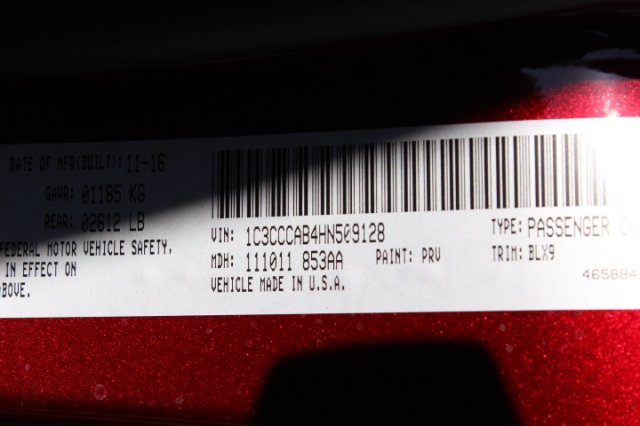 DATE OF MFR(BUILT): 11-16
GAWR: 01185 KG
REAR: 02612 LB
FEDERAL MOTOR VEHICLE SAFETY,
IN EFFECT ON
ABOVE.
VIN: 1C3CCCAB4HN509128
TYPE: PASSENGER
MDH: 111011 853AA
PAINT: PRV
TRIM: BLX9
VEHICLE MADE IN U.S.A.